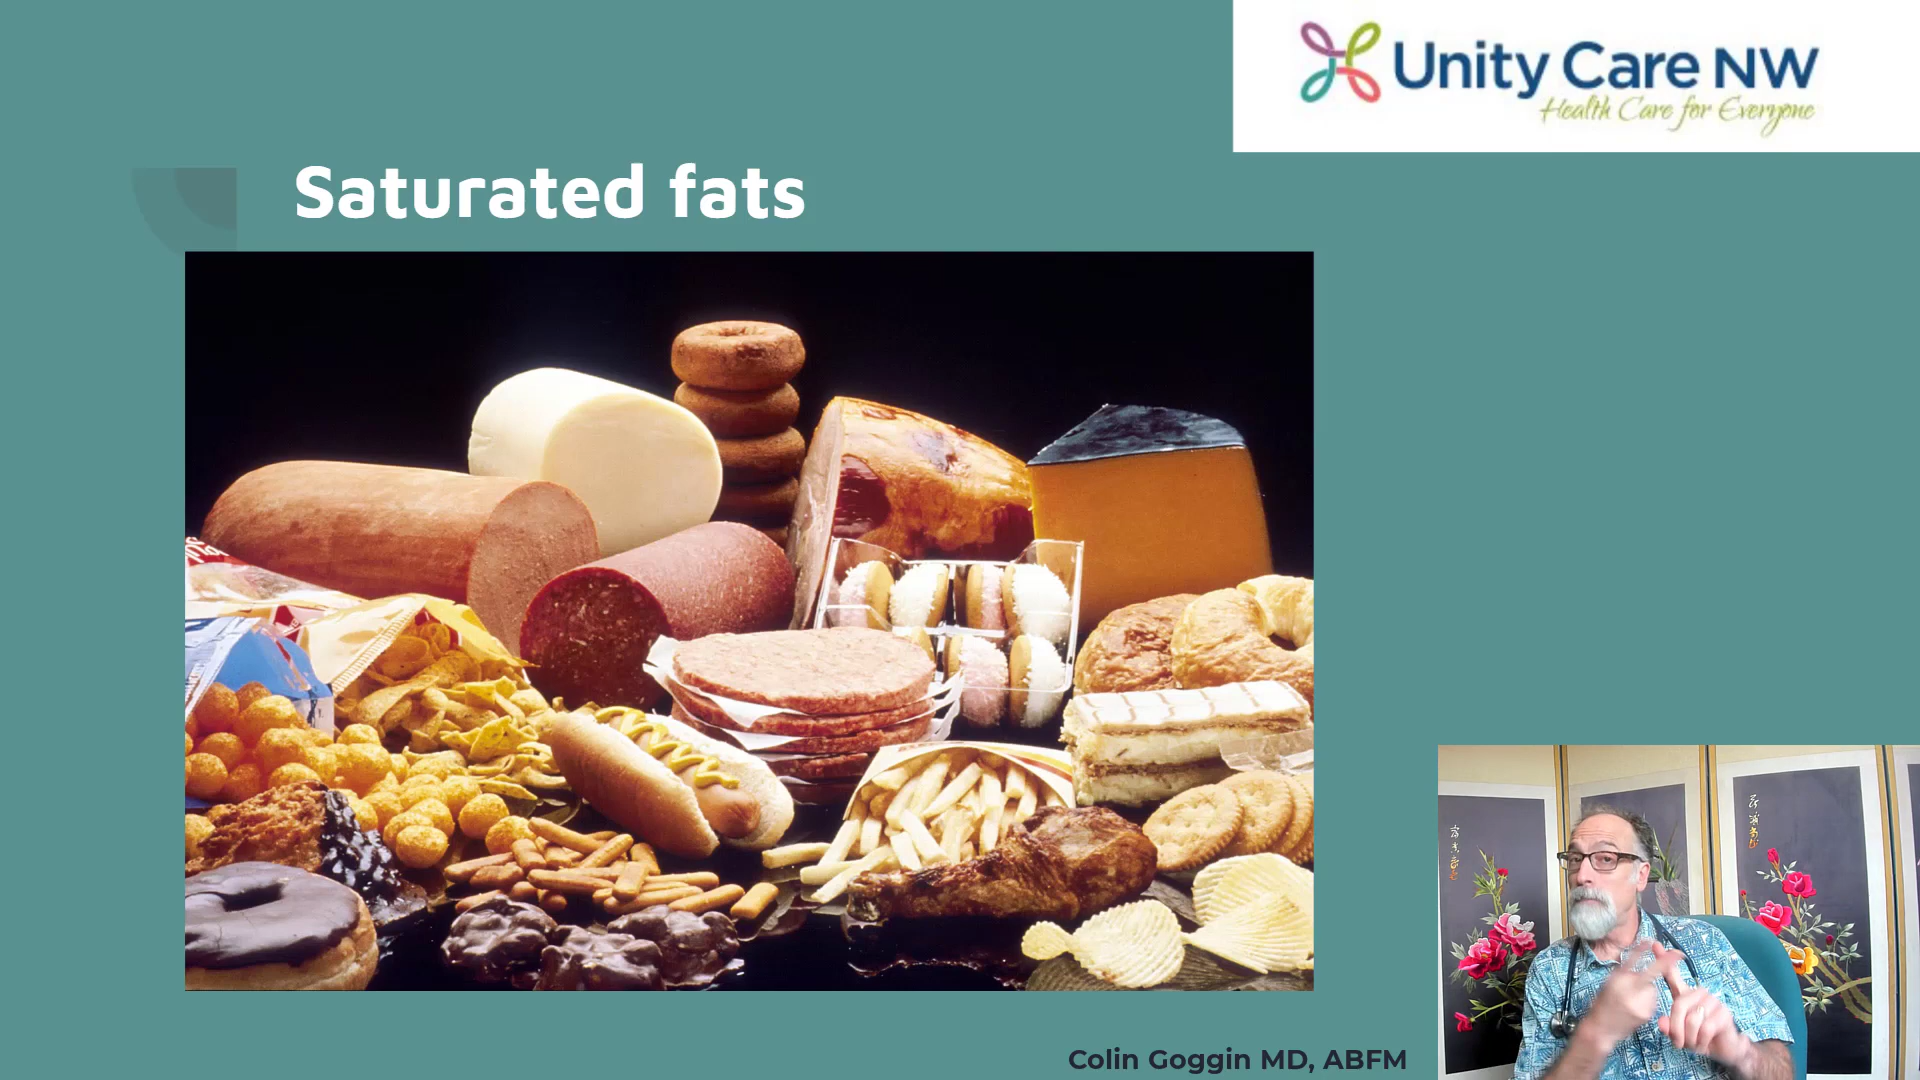 Unity Care NW
Health Care for Everyone
Saturated fats
Colin Goggin MD, ABFM